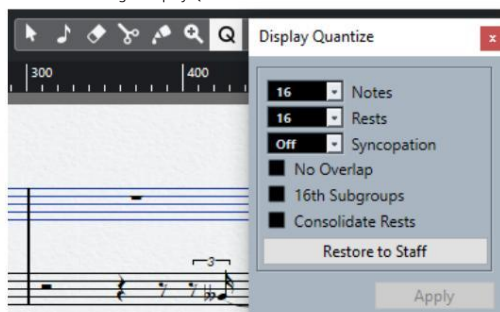 Q
Display Quantize
x
300
400
16 Notes
16 Rests
Off Syncopation
No Overlap
16th Subgroups
Consolidate Rests
Restore to Staff
3
Apply